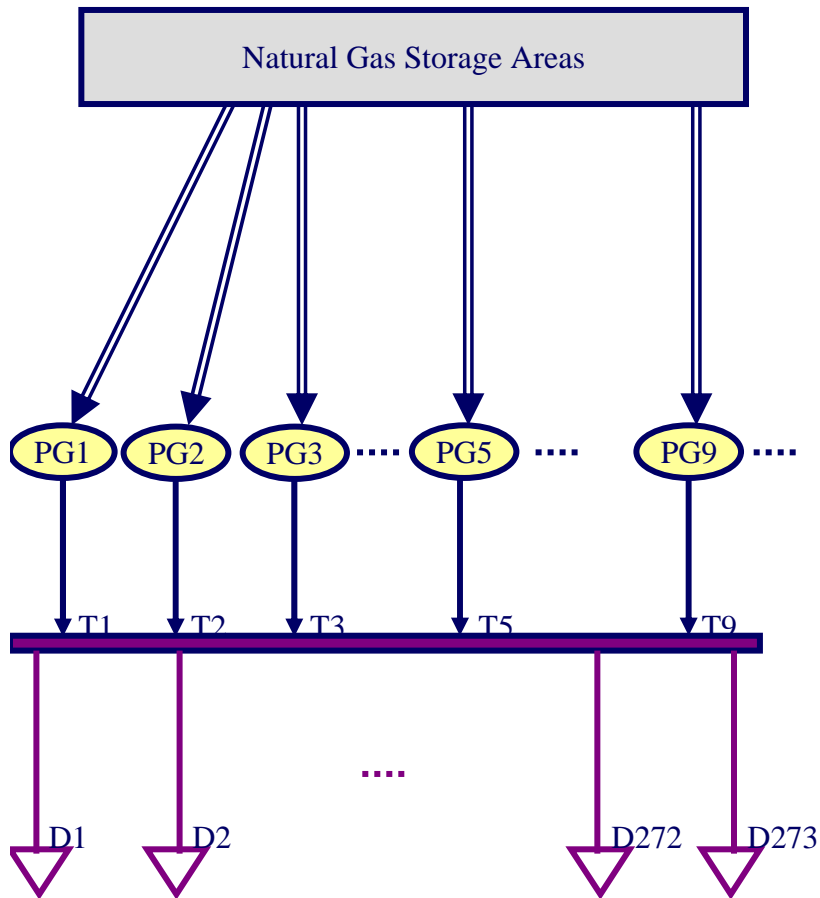 Natural Gas Storage Areas
PG1 PG2 PG3 PG5 PG9
T1 T2 T3 T5 T9
D1 D2 D272 D273